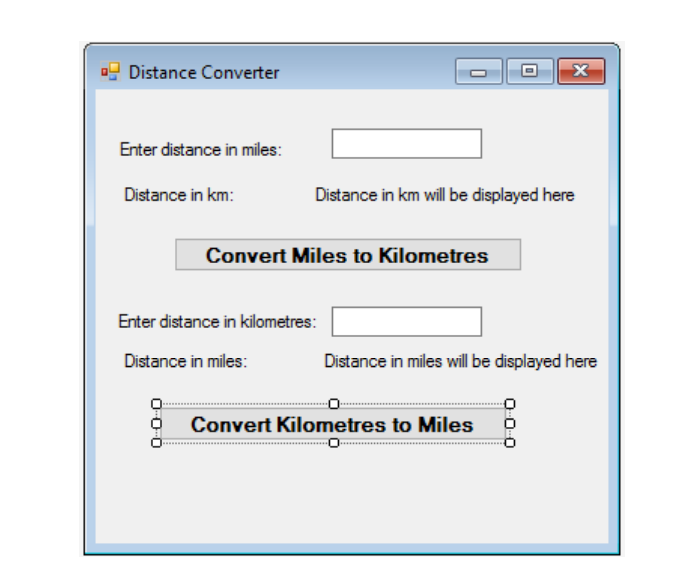 Distance Converter
Enter distance in miles:
Distance in km: Distance in km will be displayed here
Convert Miles to Kilometres
Enter distance in kilometres:
Distance in miles: Distance in miles will be displayed here
Convert Kilometres to Miles